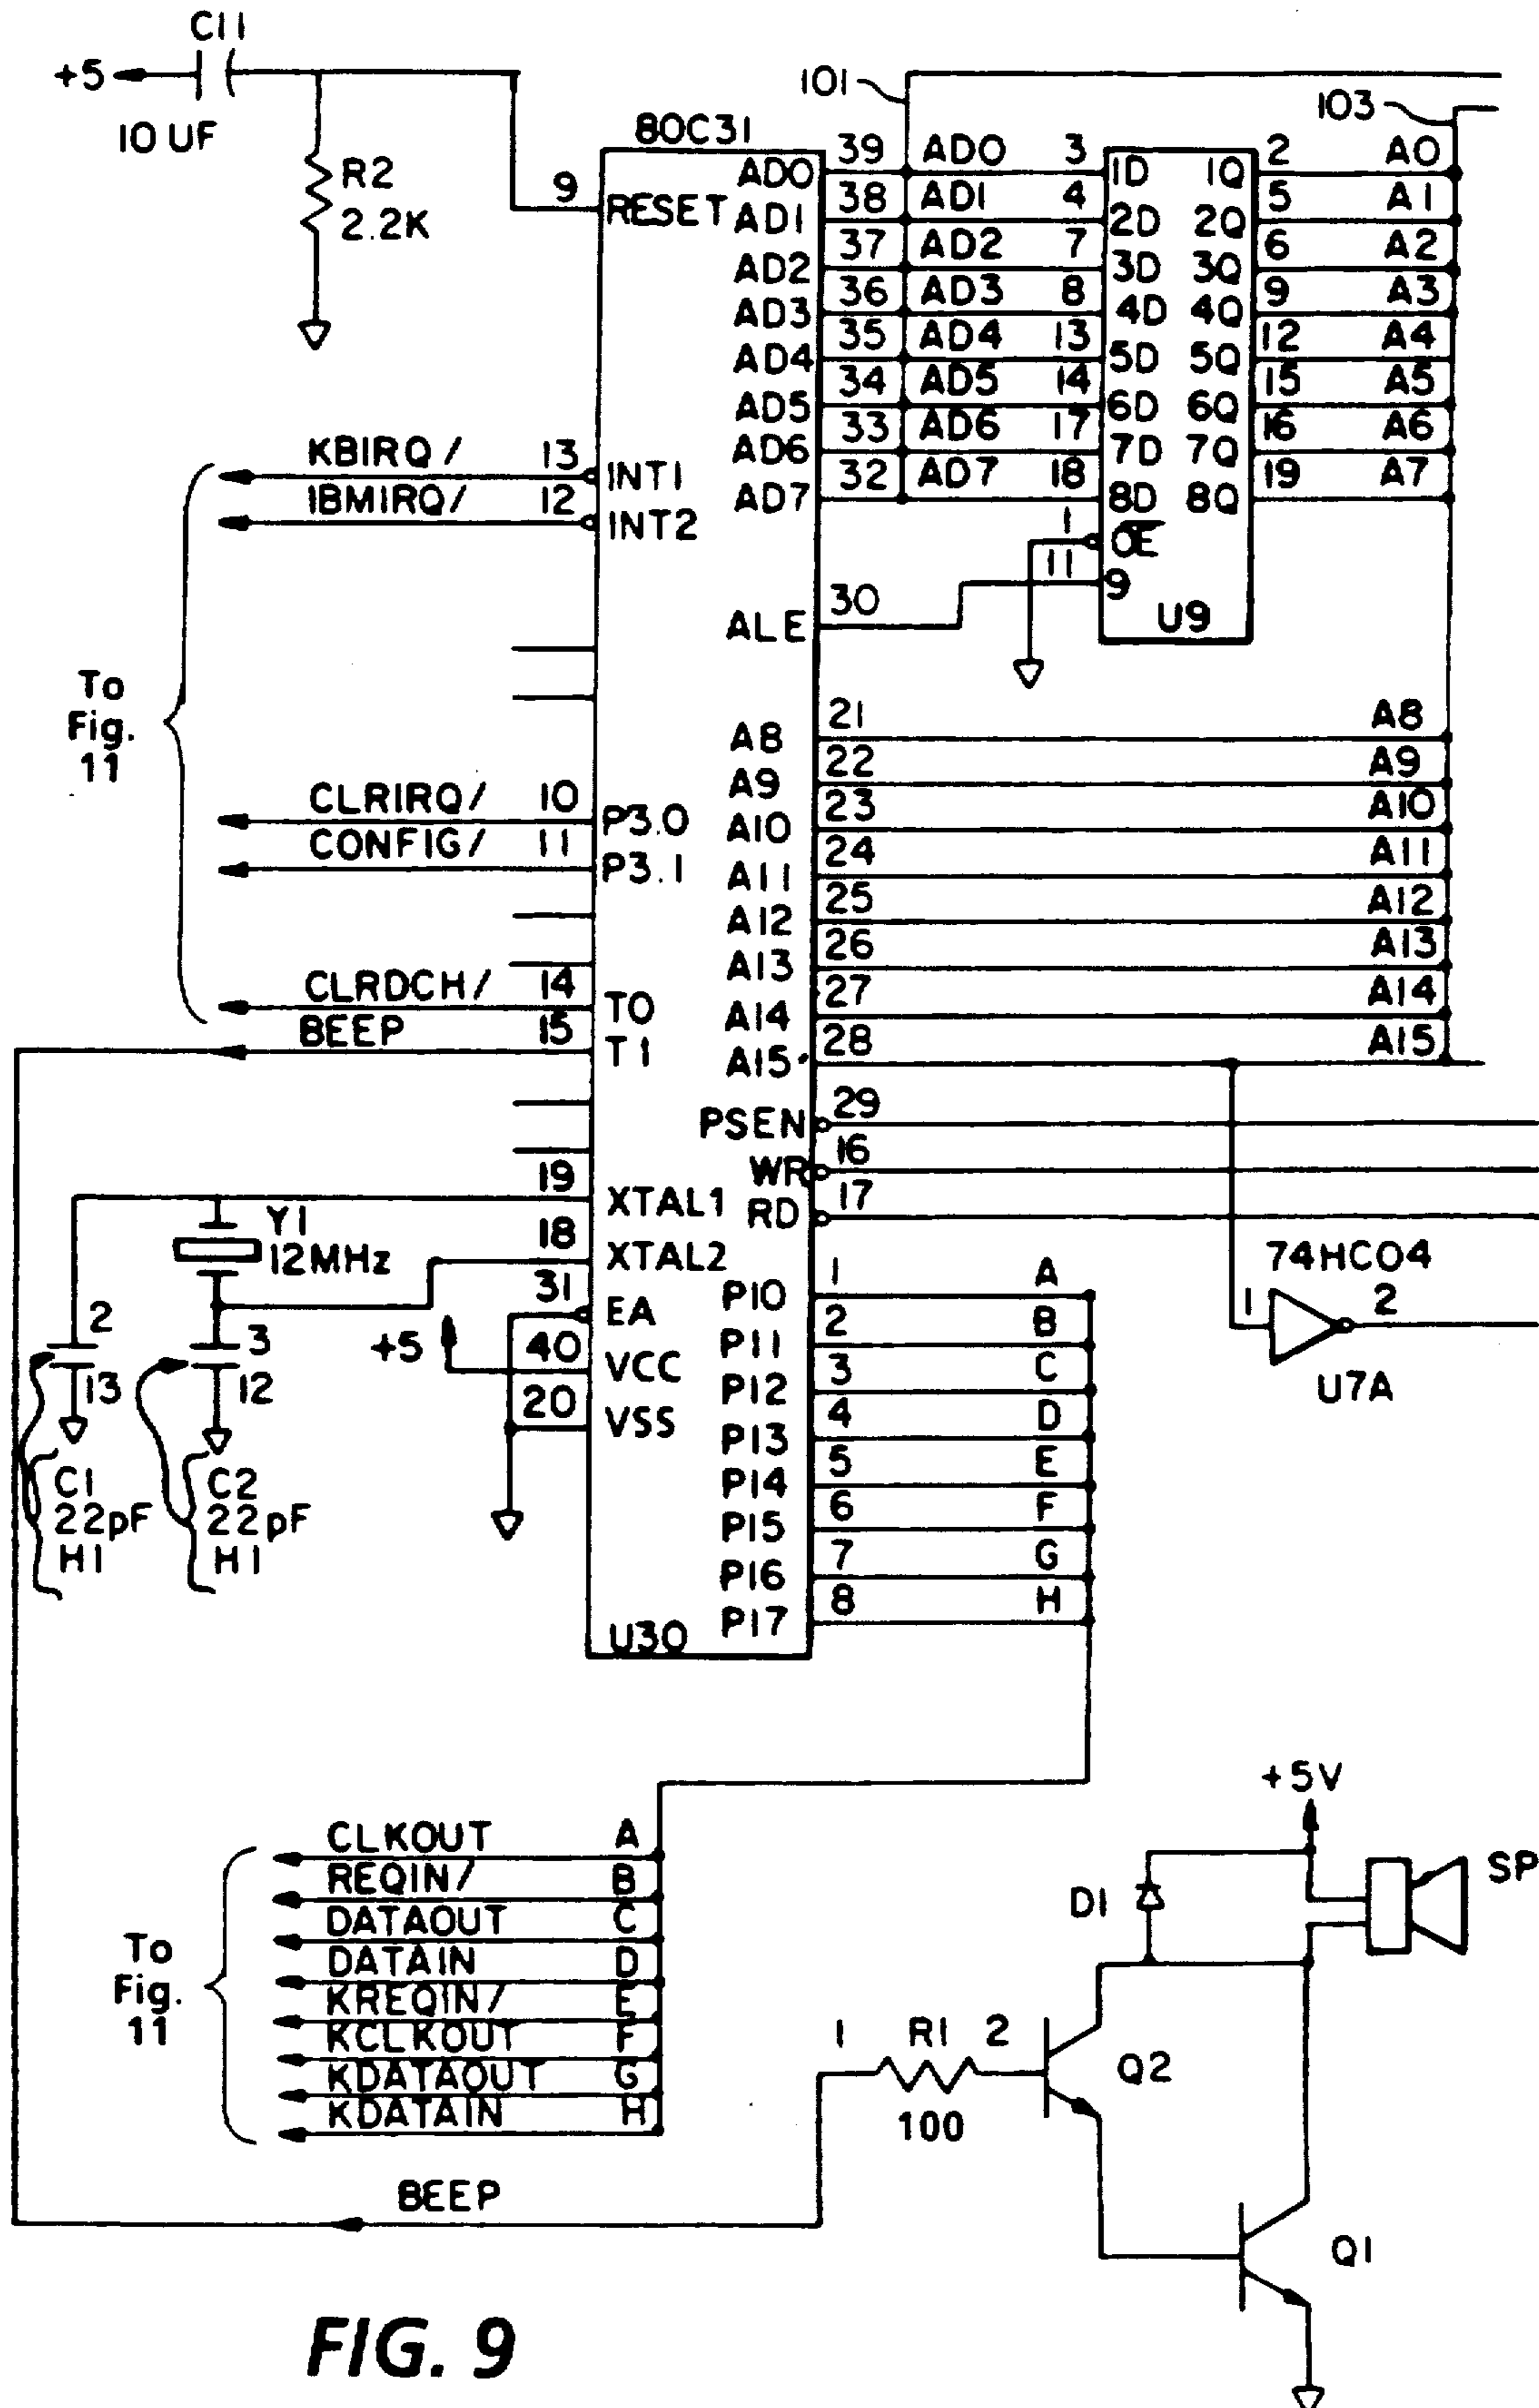 C11
+5
10 UF
R2
2.2K
101
103
80C31
9 RESET
AD0 39 AD0 3 1D 1Q 2 A0
AD1 38 AD1 4 2D 2Q 5 A1
AD2 37 AD2 7 3D 3Q 6 A2
AD3 36 AD3 8 4D 4Q 9 A3
AD4 35 AD4 13 5D 5Q 12 A4
AD5 34 AD5 14 6D 6Q 15 A5
AD6 33 AD6 17 7D 7Q 16 A6
AD7 32 AD7 18 8D 8Q 19 A7
1 OE
11 9
ALE 30
U9
KBIRQ/ 13 INT1
IBMIRQ/ 12 INT2
To
Fig.
11
CLRIRQ/ 10 P3.0
CONFIG/ 11 P3.1
CLRDCH/ 14 T0
BEEP 15 T1
A8 21 A8
A9 22 A9
A10 23 A10
A11 24 A11
A12 25 A12
A13 26 A13
A14 27 A14
A15 28 A15
PSEN 29
WR 16
RD 17
19 XTAL1
Y1
12MHz
18 XTAL2
31 EA
+5
40 VCC
20 VSS
2
13
3
12
C1
22pF
H1
C2
22pF
H1
74HC04
1 2
U7A
P10 1 A
P11 2 B
P12 3 C
P13 4 D
P14 5 E
P15 6 F
P16 7 G
P17 8 H
U30
To
Fig.
11
CLKOUT A
REQIN/ B
DATAOUT C
DATAIN D
KREQIN/ E
KCLKOUT F
KDATAOUT G
KDATAIN H
BEEP
+5V
D1
SP
1 R1 2
100
Q2
Q1
FIG. 9